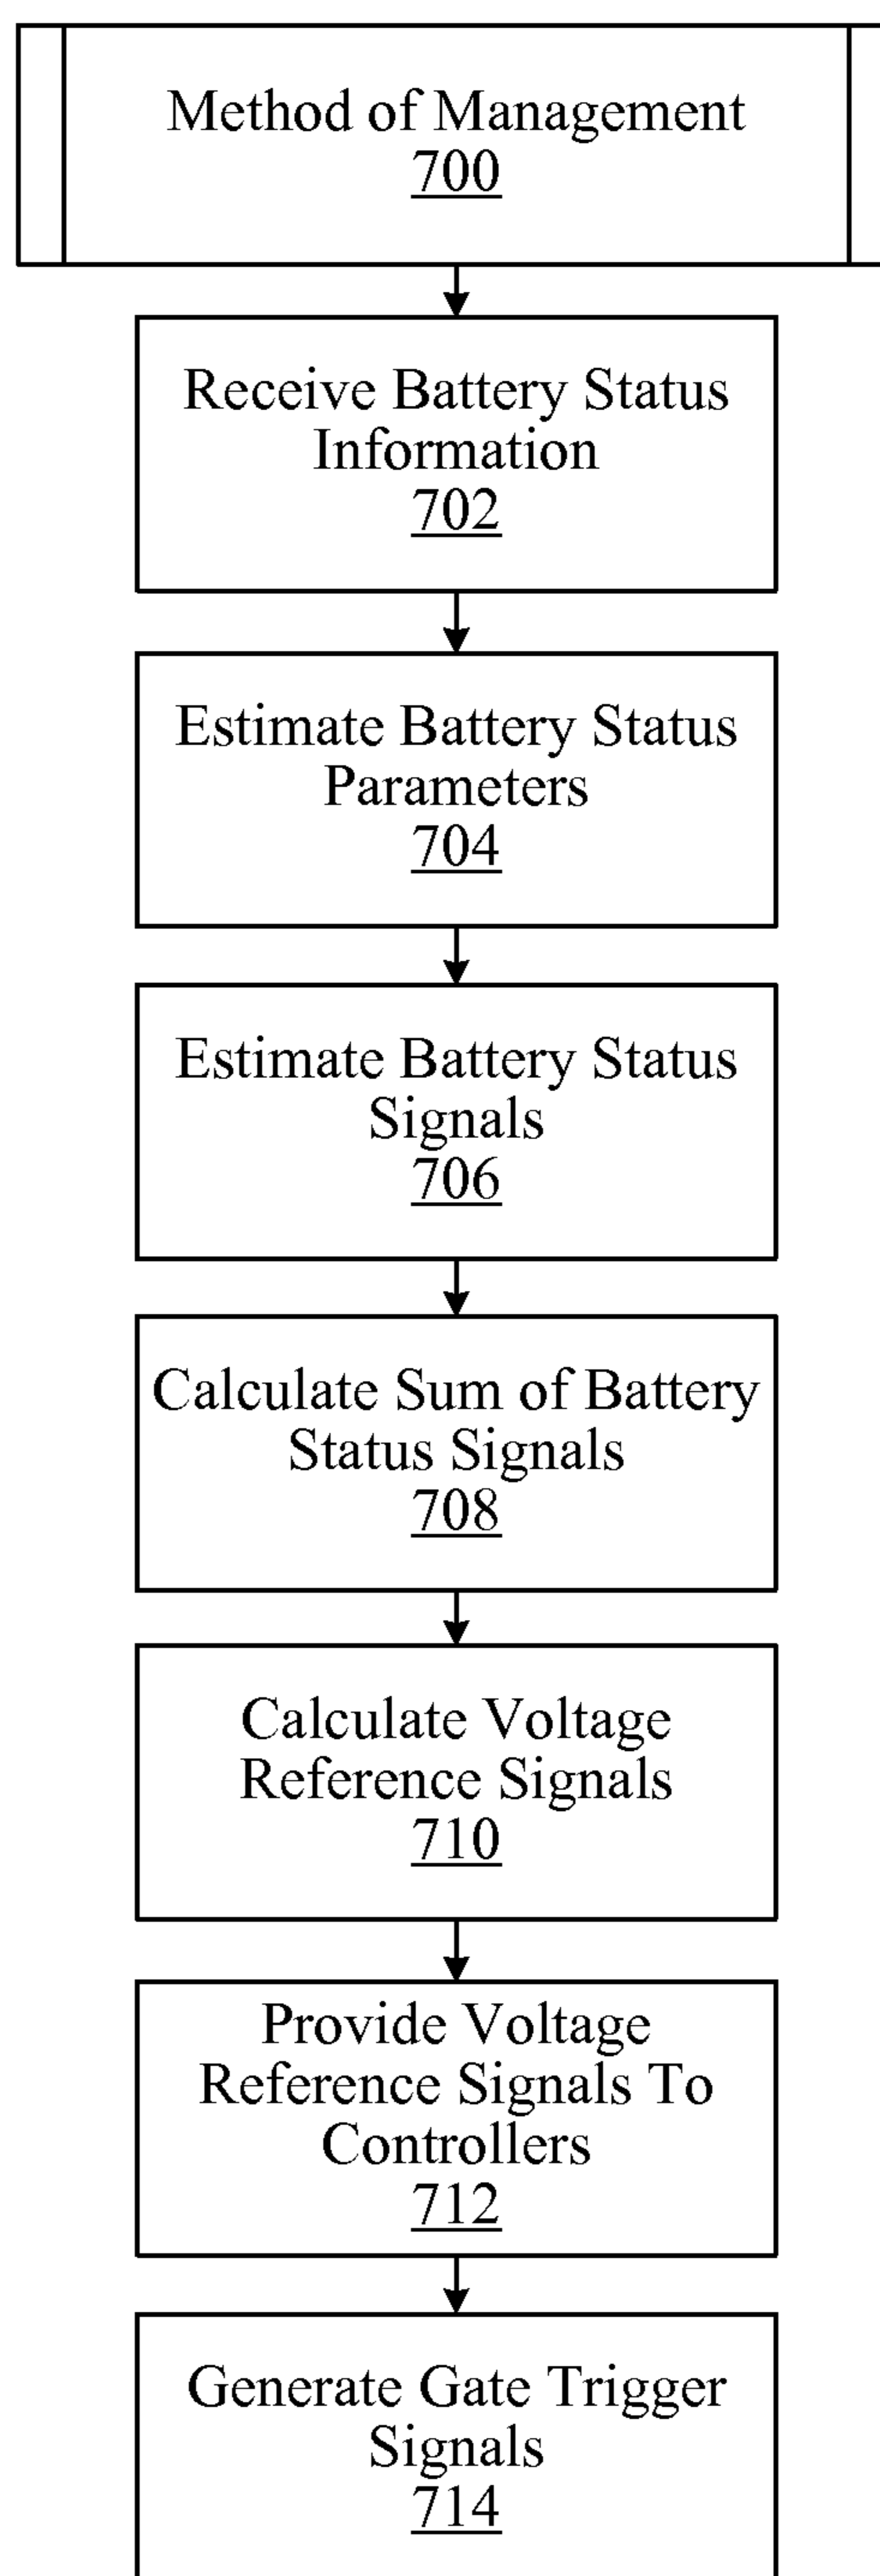 Method of Management
700
Receive Battery Status
Information
702
Estimate Battery Status
Parameters
704
Estimate Battery Status
Signals
706
Calculate Sum of Battery
Status Signals
708
Calculate Voltage
Reference Signals
710
Provide Voltage
Reference Signals To
Controllers
712
Generate Gate Trigger
Signals
714